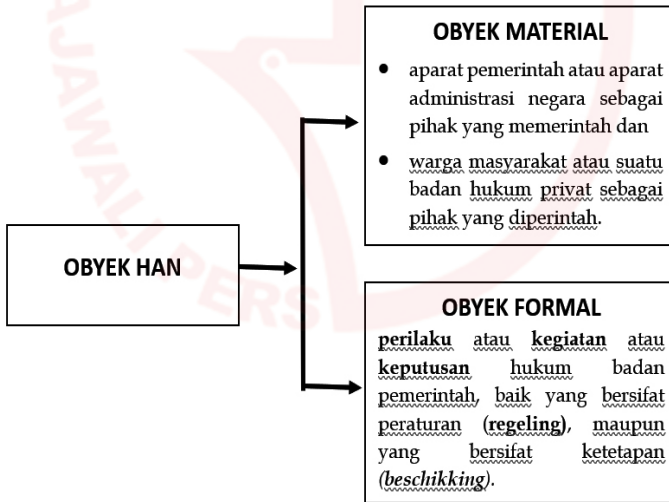 OBYEK MATERIAL
● aparat pemerintah atau aparat
administrasi negara sebagai
pihak yang memerintah dan
● warga masyarakat atau suatu
badan hukum privat sebagai
pihak yang diperintah.
OBYEK HAN
OBYEK FORMAL
perilaku atau kegiatan atau
keputusan hukum badan
pemerintah, baik yang bersifat
peraturan (regeling), maupun
yang bersifat ketetapan
(beschikking).
AJAWALI PERS